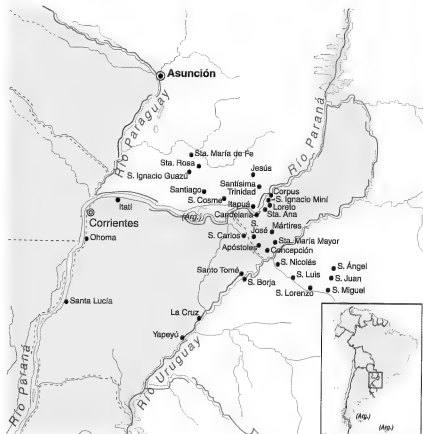 Asunción
Río Paraguay
Río Paraná
Sta. María de Fe
Sta. Rosa
S. Ignacio Guazú
Jesús
Santiago
Santísima
Trinidad
S. Cosme
Corpus
S. Ignacio Miní
Itapuá
Loreto
Candelaria
Sta. Ana
Itatí
(Arg.)
Corrientes
Ohoma
S.
José
Mártires
S. Carlos
Sta. María Mayor
Apóstoles
Concepción
S. Nicolás
S. Ángel
Santo Tomé
S. Luis
S. Juan
S. Borja
S. Lorenzo
S. Miguel
Santa Lucía
La Cruz
Yapeyú
Río Uruguay
Río Paraná
(Arg.)
(Arg.)